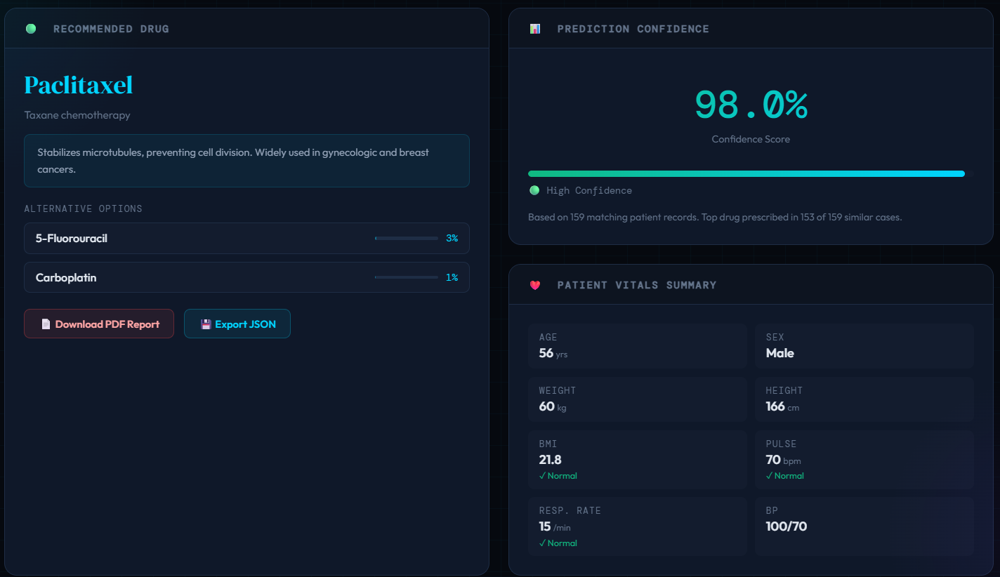 RECOMMENDED DRUG
Paclitaxel
Taxane chemotherapy
Stabilizes microtubules, preventing cell division. Widely used in gynecologic and breast
cancers.
ALTERNATIVE OPTIONS
5-Fluorouracil 3%
Carboplatin 1%
Download PDF Report Export JSON
PREDICTION CONFIDENCE
98.0%
Confidence Score
High Confidence
Based on 159 matching patient records. Top drug prescribed in 153 of 159 similar cases.
PATIENT VITALS SUMMARY
AGE SEX
56 yrs Male
WEIGHT HEIGHT
60 kg 166 cm
BMI PULSE
21.8 70 bpm
✓ Normal ✓ Normal
RESP. RATE BP
15 /min 100/70
✓ Normal